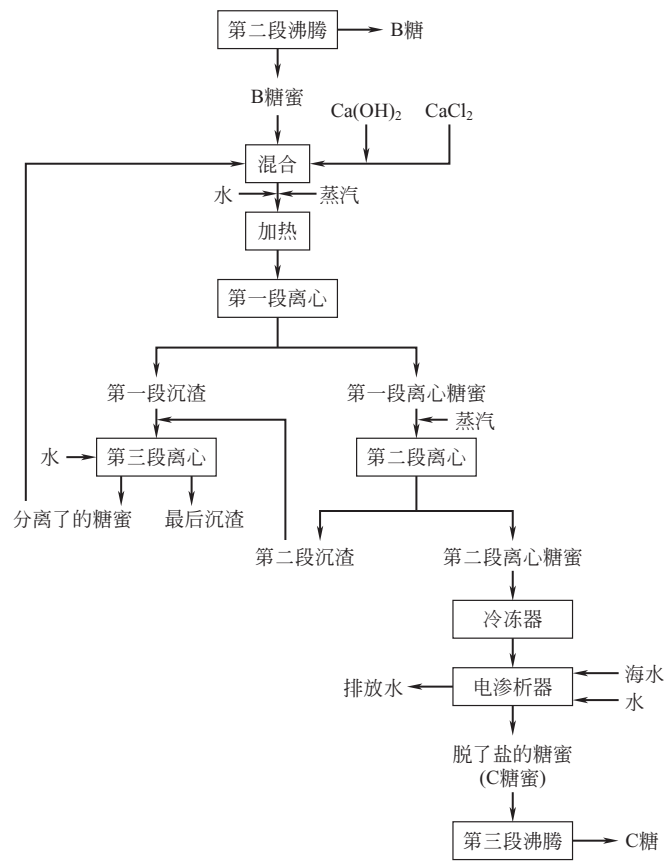 第二段沸腾
B糖
B糖蜜
Ca(OH)₂
CaCl₂
混合
水
蒸汽
加热
第一段离心
第一段沉渣
第一段离心糖蜜
蒸汽
水
第三段离心
第二段离心
分离了的糖蜜
最后沉渣
第二段沉渣
第二段离心糖蜜
冷冻器
排放水
电渗析器
海水
水
脱了盐的糖蜜
(C糖蜜)
第三段沸腾
C糖